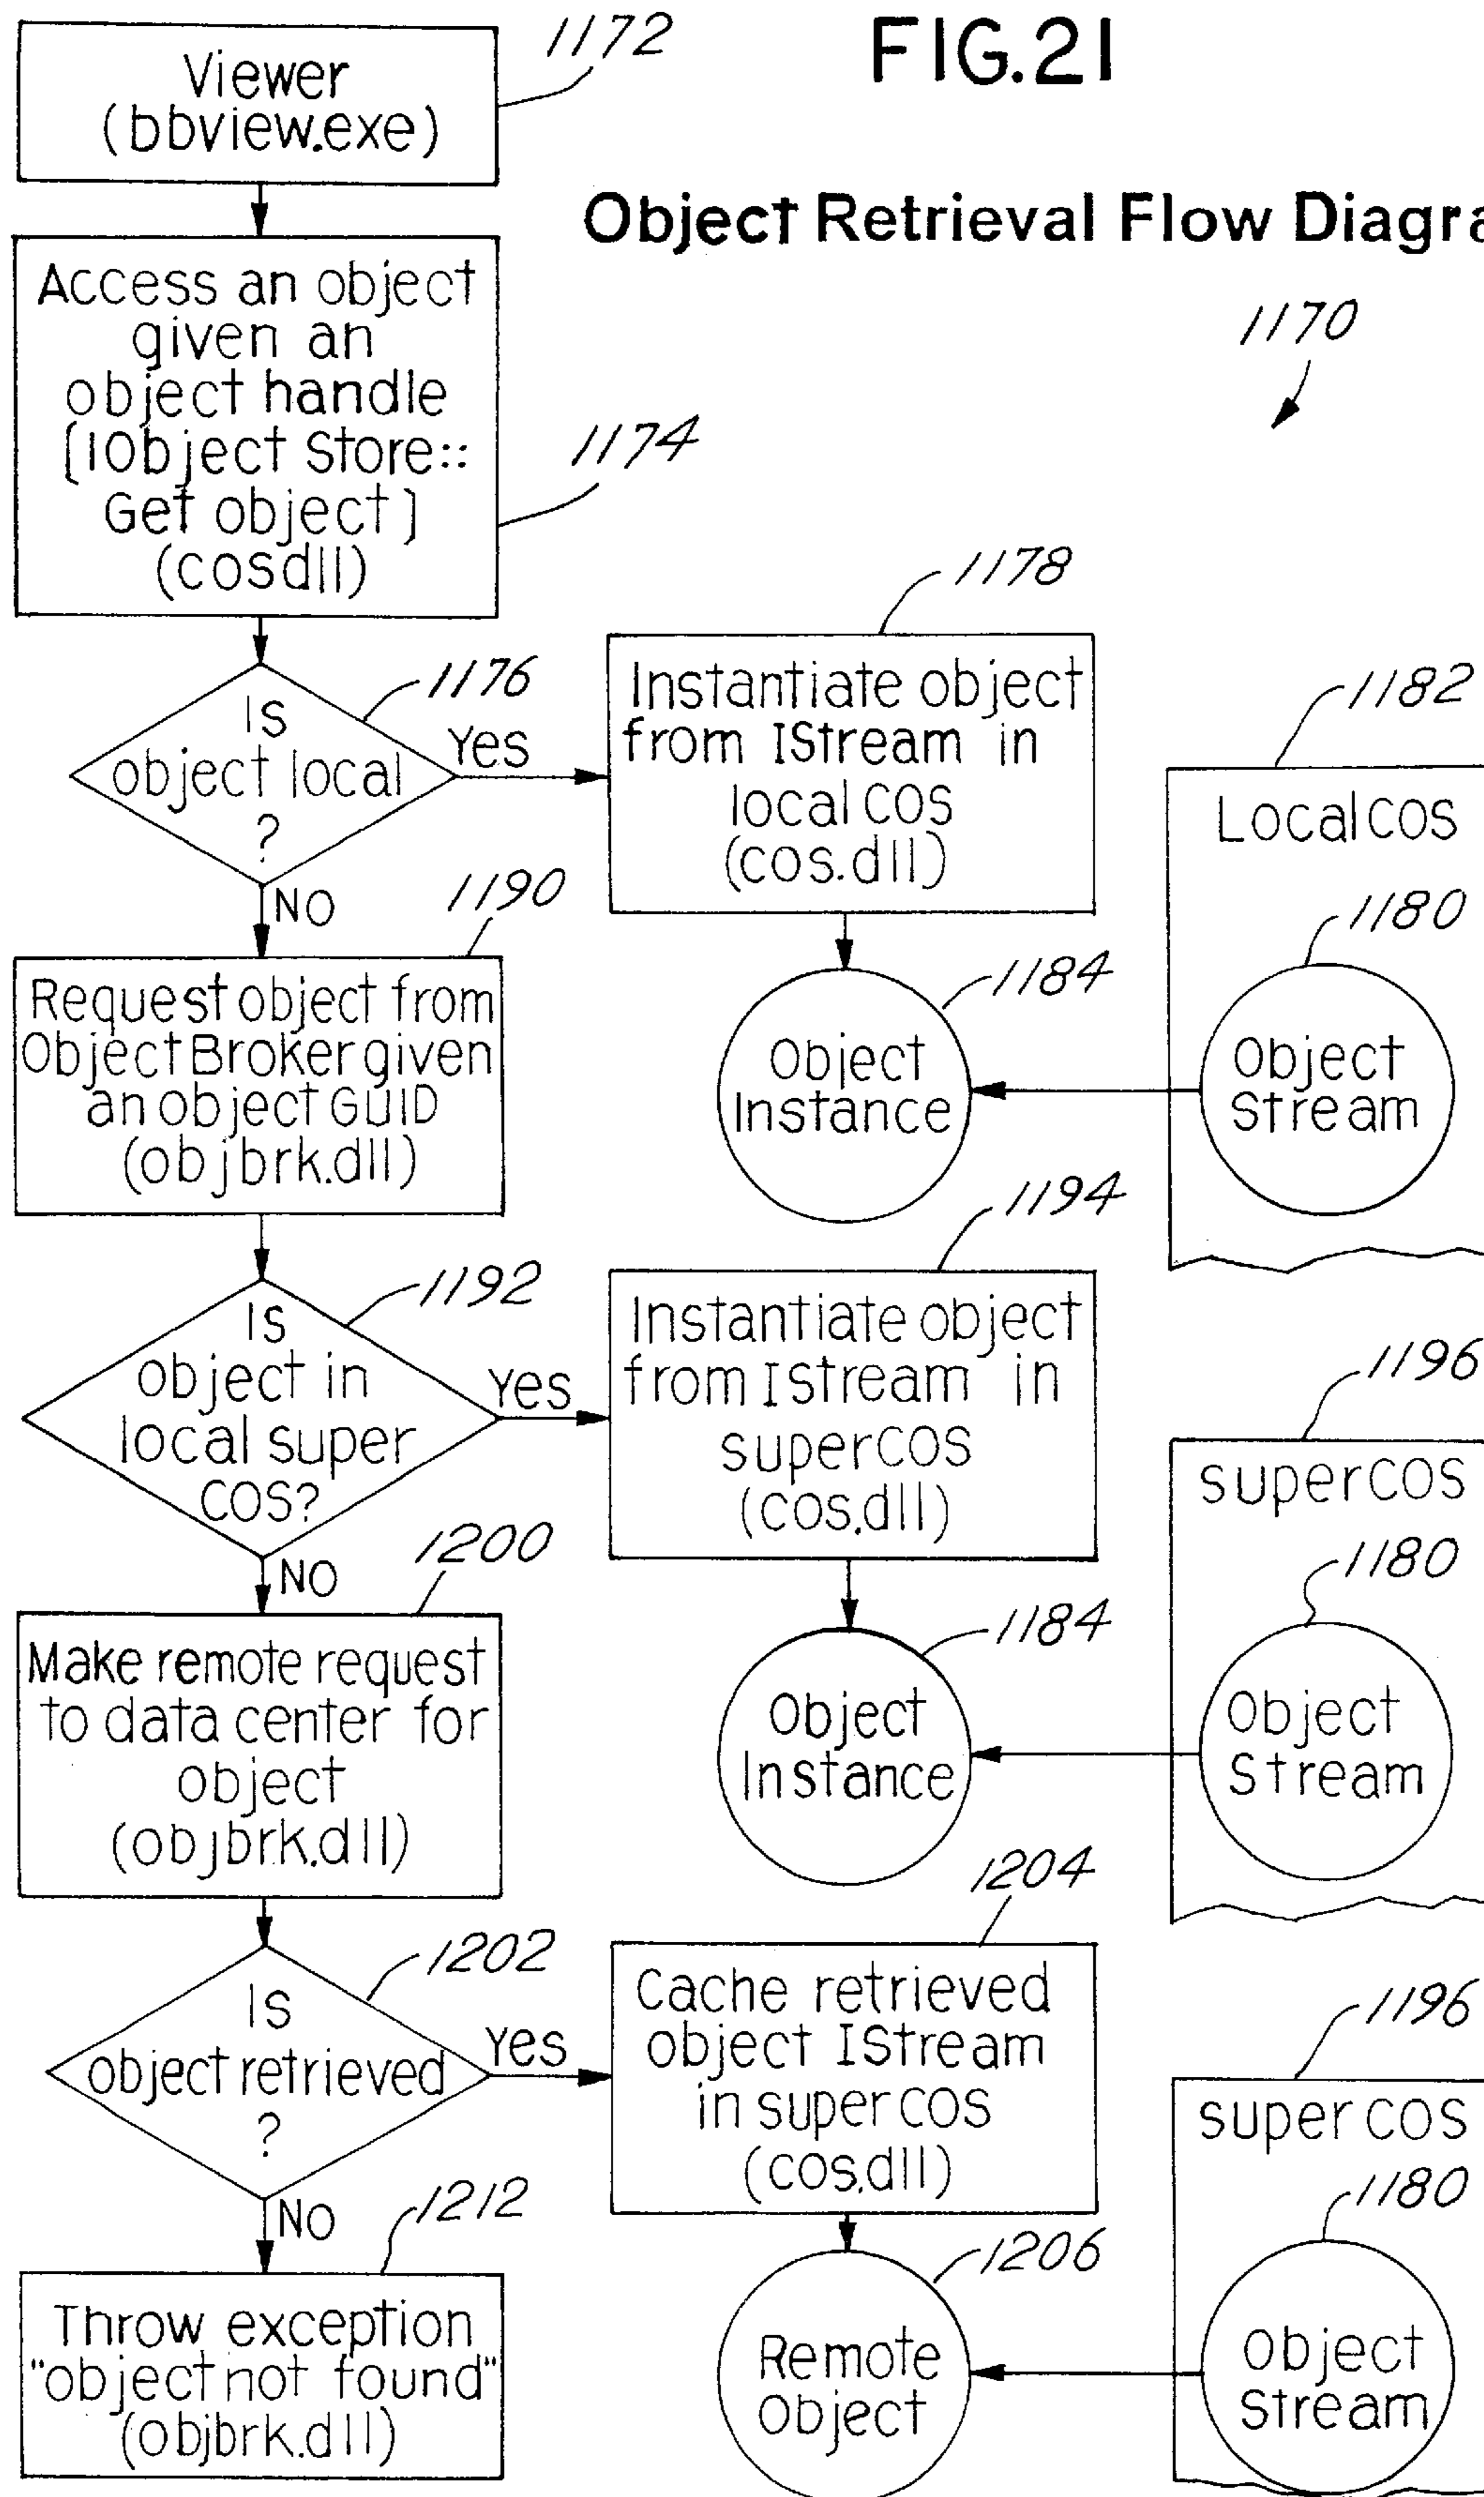 FIG.21
Object Retrieval Flow Diagra
1170
1172
Viewer
(bbview.exe)
Access an object
given an
object handle
[IObject Store::
Get object]
(cosdll)
1174
1176
Is
object local
?
Yes
NO
1178
Instantiate object
from IStream in
local COS
(cos.dll)
1182
Local COS
1180
Object
Stream
1184
Object
Instance
1190
Request object from
Object Broker given
an object GUID
(objbrk.dll)
1192
Is
object in
local super
COS?
Yes
NO
1194
Instantiate object
from Istream in
superCOS
(cos.dll)
1196
superCOS
1180
Object
Stream
1184
Object
Instance
1200
Make remote request
to data center for
object
(objbrk.dll)
1202
Is
object retrieved
?
Yes
NO
1204
Cache retrieved
object IStream
in super COS
(cos.dll)
1196
super COS
1180
object
Stream
1206
Remote
Object
1212
Throw exception
"object not found"
(objbrk.dll)